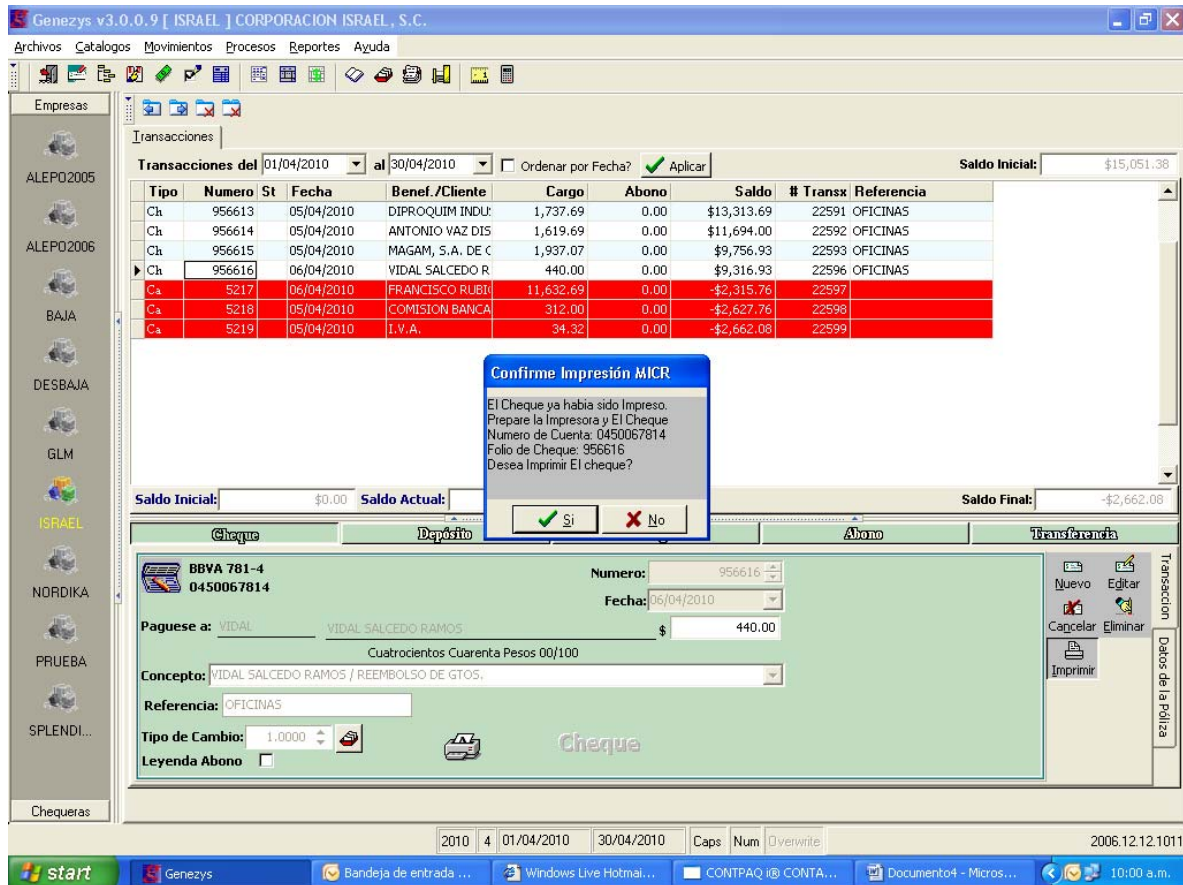 Genezys v3.0.0.9 [ ISRAEL ] CORPORACION ISRAEL, S.C.
Archivos Catalogos Movimientos Procesos Reportes Ayuda
Empresas
ALEPO2005
ALEPO2006
BAJA
DESBAJA
GLM
ISRAEL
NORDIKA
PRUEBA
SPLENDI...
Chequeras
Transacciones
Transacciones del 01/04/2010 al 30/04/2010 Ordenar por Fecha? Aplicar Saldo Inicial: $15,051.38
Tipo Numero St Fecha Benef./Cliente Cargo Abono Saldo # Transx Referencia
Ch 956613 05/04/2010 DIPROQUIM INDU 1,737.69 0.00 $13,313.69 22591 OFICINAS
Ch 956614 05/04/2010 ANTONIO VAZ DIS 1,619.69 0.00 $11,694.00 22592 OFICINAS
Ch 956615 05/04/2010 MAGAM, S.A. DE C 1,937.07 0.00 $9,756.93 22593 OFICINAS
Ch 956616 06/04/2010 VIDAL SALCEDO R 440.00 0.00 $9,316.93 22596 OFICINAS
Ca 5217 06/04/2010 FRANCISCO RUBI 11,632.69 0.00 -$2,315.76 22597
Ca 5218 05/04/2010 COMISION BANCA 312.00 0.00 -$2,627.76 22598
Ca 5219 05/04/2010 I.V.A. 34.32 0.00 -$2,662.08 22599
Confirme Impresión MICR
El Cheque ya habia sido Impreso.
Prepare la Impresora y El Cheque
Numero de Cuenta: 0450067814
Folio de Cheque: 956616
Desea Imprimir El cheque?
Si No
Saldo Inicial: $0.00 Saldo Actual: Saldo Final: -$2,662.08
Cheque Depósito Abono Transferencia
BBVA 781-4
0450067814
Numero: 956616
Fecha: 06/04/2010
Paguese a: VIDAL VIDAL SALCEDO RAMOS $ 440.00
Cuatrocientos Cuarenta Pesos 00/100
Concepto: VIDAL SALCEDO RAMOS / REEMBOLSO DE GTOS.
Referencia: OFICINAS
Tipo de Cambio: 1.0000
Leyenda Abono
Cheque
Nuevo Editar
Cancelar Eliminar
Imprimir
Transaccion
Datos de la Póliza
2010 4 01/04/2010 30/04/2010 Caps Num Overwrite 2006.12.12.1011
start Genezys Bandeja de entrada ... Windows Live Hotmai... CONTPAQ i® CONTA... Documento4 - Micros... 10:00 a.m.